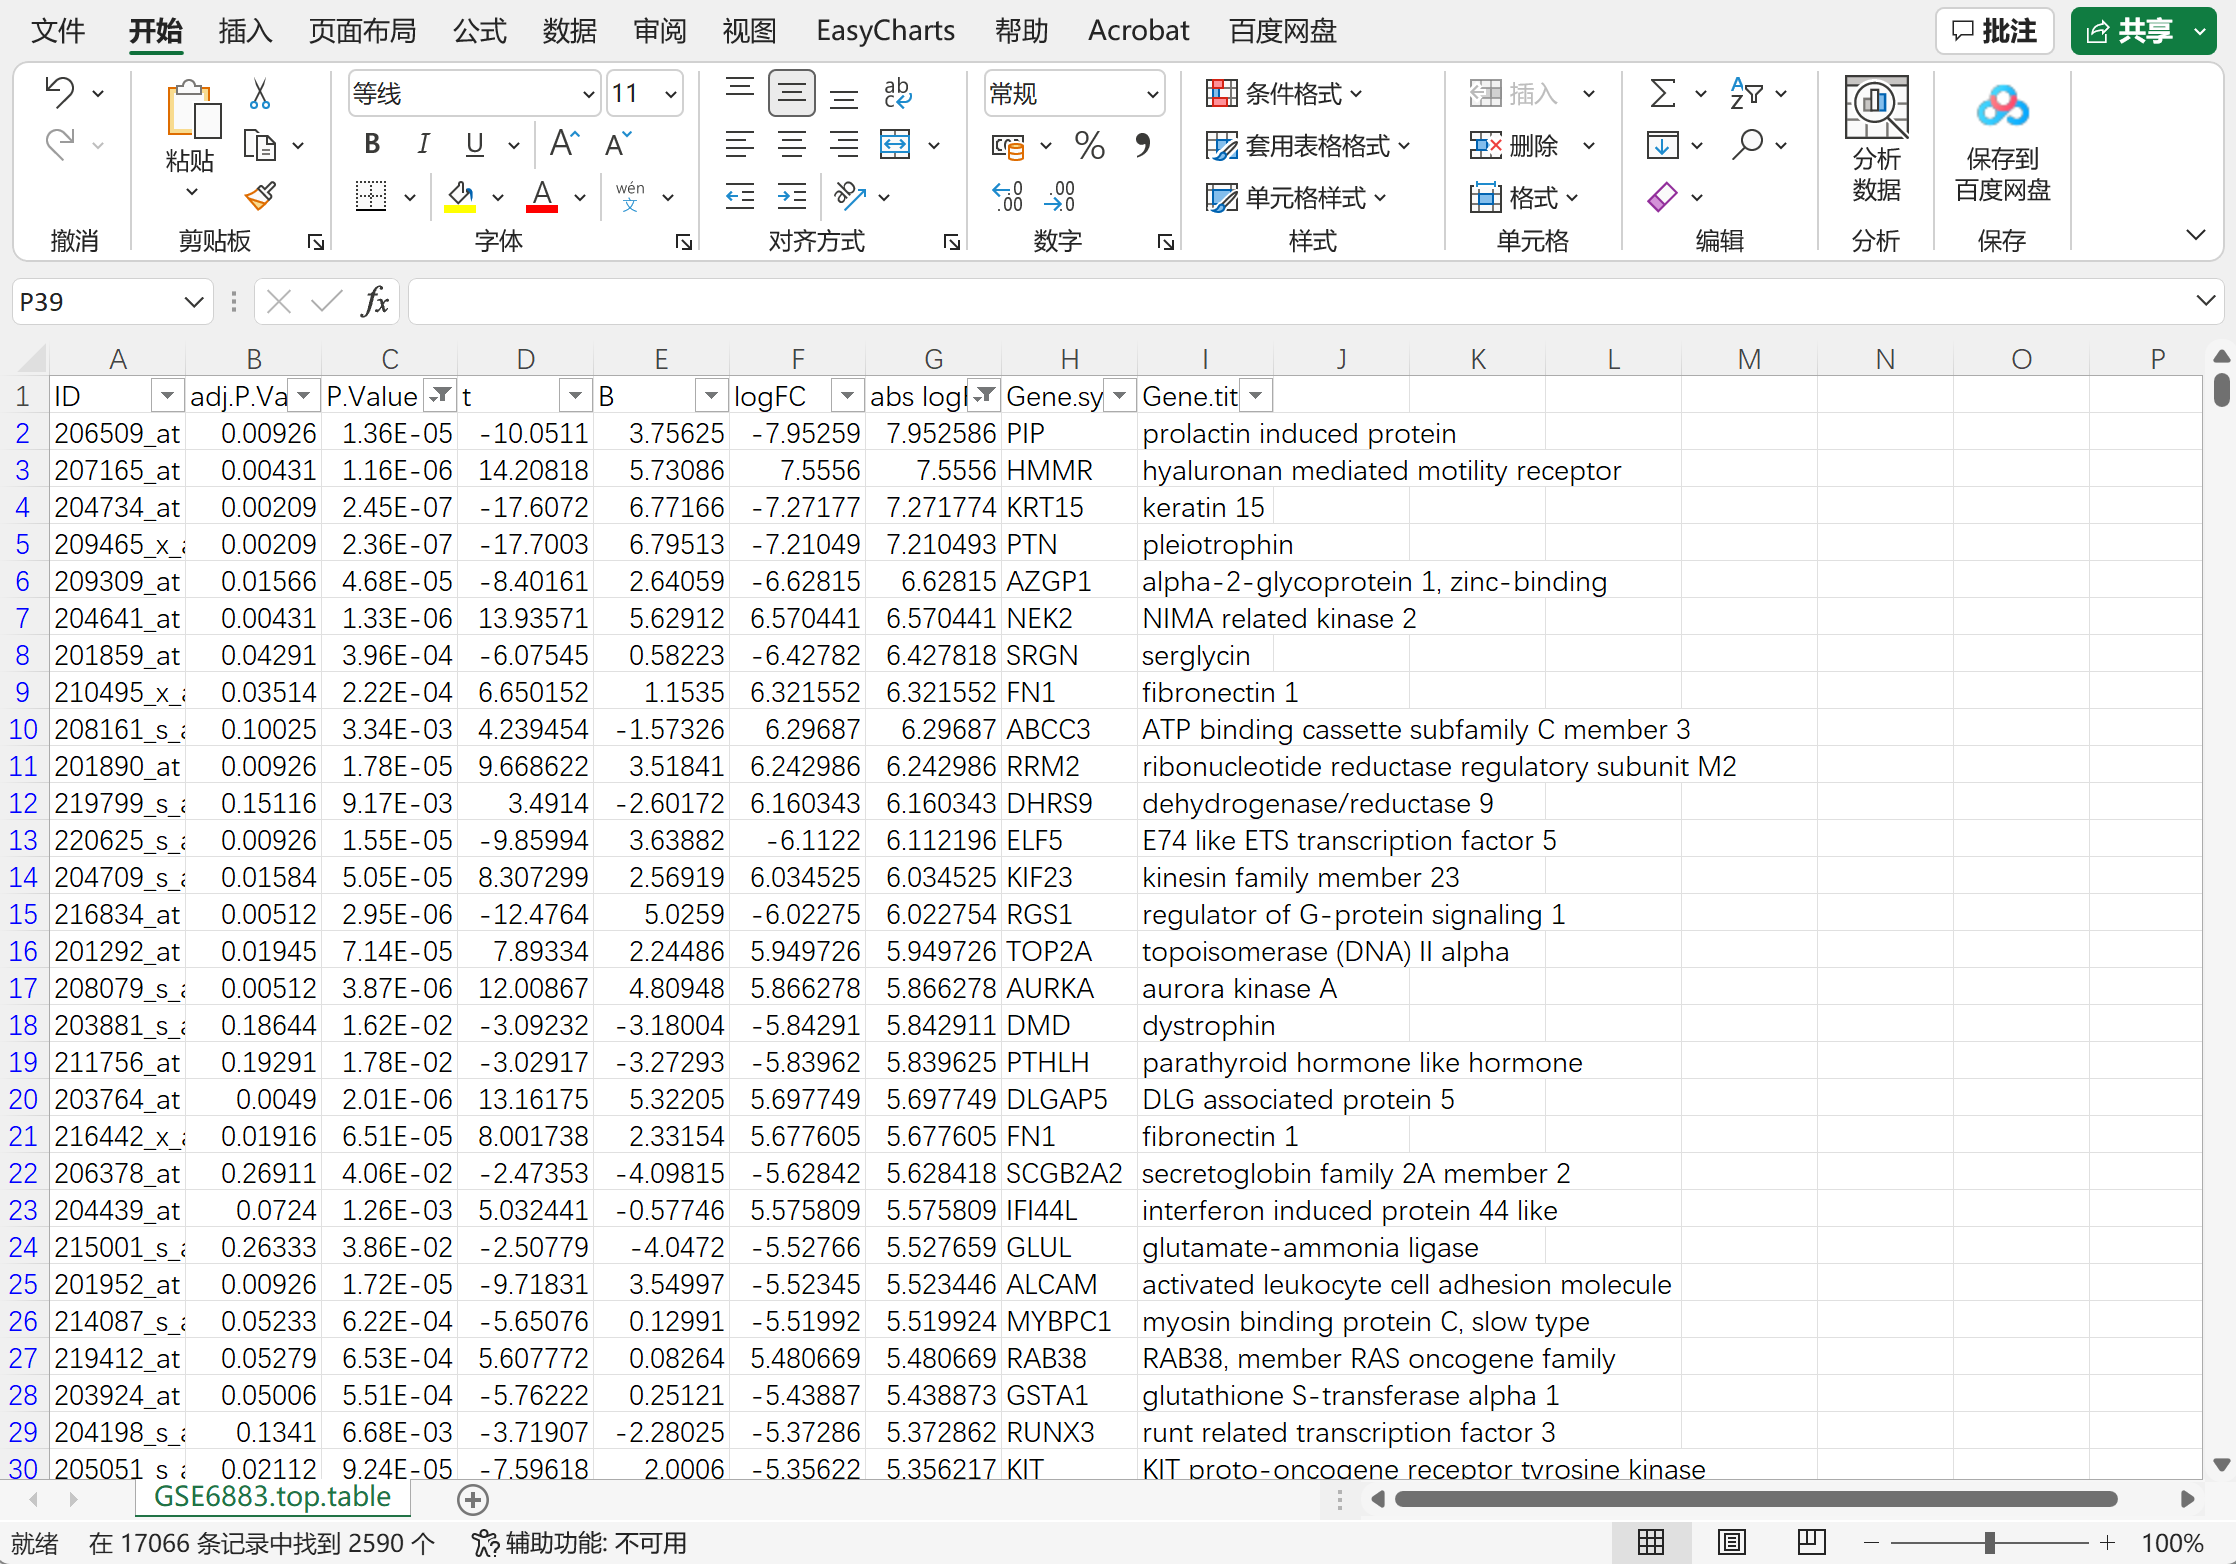 文件 开始 插入 页面布局 公式 数据 审阅 视图 EasyCharts 帮助 Acrobat 百度网盘 批注 共享
等线 11 常规 条件格式 插入
粘贴 套用表格格式 删除 分析 数据 保存到 百度网盘
wén 文 单元格样式 格式
撤消 剪贴板 字体 对齐方式 数字 样式 单元格 编辑 分析 保存
P39 fx
A B C D E F G H I J K L M N O P
1 ID adj.P.Va P.Value t B logFC abs log Gene.sy Gene.tit
2 206509_at 0.00926 1.36E-05 -10.0511 3.75625 -7.95259 7.952586 PIP prolactin induced protein
3 207165_at 0.00431 1.16E-06 14.20818 5.73086 7.5556 7.5556 HMMR hyaluronan mediated motility receptor
4 204734_at 0.00209 2.45E-07 -17.6072 6.77166 -7.27177 7.271774 KRT15 keratin 15
5 209465_x_a 0.00209 2.36E-07 -17.7003 6.79513 -7.21049 7.210493 PTN pleiotrophin
6 209309_at 0.01566 4.68E-05 -8.40161 2.64059 -6.62815 6.62815 AZGP1 alpha-2-glycoprotein 1, zinc-binding
7 204641_at 0.00431 1.33E-06 13.93571 5.62912 6.570441 6.570441 NEK2 NIMA related kinase 2
8 201859_at 0.04291 3.96E-04 -6.07545 0.58223 -6.42782 6.427818 SRGN serglycin
9 210495_x_a 0.03514 2.22E-04 6.650152 1.1535 6.321552 6.321552 FN1 fibronectin 1
10 208161_s_a 0.10025 3.34E-03 4.239454 -1.57326 6.29687 6.29687 ABCC3 ATP binding cassette subfamily C member 3
11 201890_at 0.00926 1.78E-05 9.668622 3.51841 6.242986 6.242986 RRM2 ribonucleotide reductase regulatory subunit M2
12 219799_s_a 0.15116 9.17E-03 3.4914 -2.60172 6.160343 6.160343 DHRS9 dehydrogenase/reductase 9
13 220625_s_a 0.00926 1.55E-05 -9.85994 3.63882 -6.1122 6.112196 ELF5 E74 like ETS transcription factor 5
14 204709_s_a 0.01584 5.05E-05 8.307299 2.56919 6.034525 6.034525 KIF23 kinesin family member 23
15 216834_at 0.00512 2.95E-06 -12.4764 5.0259 -6.02275 6.022754 RGS1 regulator of G-protein signaling 1
16 201292_at 0.01945 7.14E-05 7.89334 2.24486 5.949726 5.949726 TOP2A topoisomerase (DNA) II alpha
17 208079_s_a 0.00512 3.87E-06 12.00867 4.80948 5.866278 5.866278 AURKA aurora kinase A
18 203881_s_a 0.18644 1.62E-02 -3.09232 -3.18004 -5.84291 5.842911 DMD dystrophin
19 211756_at 0.19291 1.78E-02 -3.02917 -3.27293 -5.83962 5.839625 PTHLH parathyroid hormone like hormone
20 203764_at 0.0049 2.01E-06 13.16175 5.32205 5.697749 5.697749 DLGAP5 DLG associated protein 5
21 216442_x_a 0.01916 6.51E-05 8.001738 2.33154 5.677605 5.677605 FN1 fibronectin 1
22 206378_at 0.26911 4.06E-02 -2.47353 -4.09815 -5.62842 5.628418 SCGB2A2 secretoglobin family 2A member 2
23 204439_at 0.0724 1.26E-03 5.032441 -0.57746 5.575809 5.575809 IFI44L interferon induced protein 44 like
24 215001_s_a 0.26333 3.86E-02 -2.50779 -4.0472 -5.52766 5.527659 GLUL glutamate-ammonia ligase
25 201952_at 0.00926 1.72E-05 -9.71831 3.54997 -5.52345 5.523446 ALCAM activated leukocyte cell adhesion molecule
26 214087_s_a 0.05233 6.22E-04 -5.65076 0.12991 -5.51992 5.519924 MYBPC1 myosin binding protein C, slow type
27 219412_at 0.05279 6.53E-04 5.607772 0.08264 5.480669 5.480669 RAB38 RAB38, member RAS oncogene family
28 203924_at 0.05006 5.51E-04 -5.76222 0.25121 -5.43887 5.438873 GSTA1 glutathione S-transferase alpha 1
29 204198_s_a 0.1341 6.68E-03 -3.71907 -2.28025 -5.37286 5.372862 RUNX3 runt related transcription factor 3
30 205051_s_a 0.02112 9.24E-05 -7.59618 2.0006 -5.35622 5.356217 KIT KIT proto-oncogene receptor tyrosine kinase
GSE6883.top.table
就绪 在 17066 条记录中找到 2590 个 辅助功能: 不可用 100%